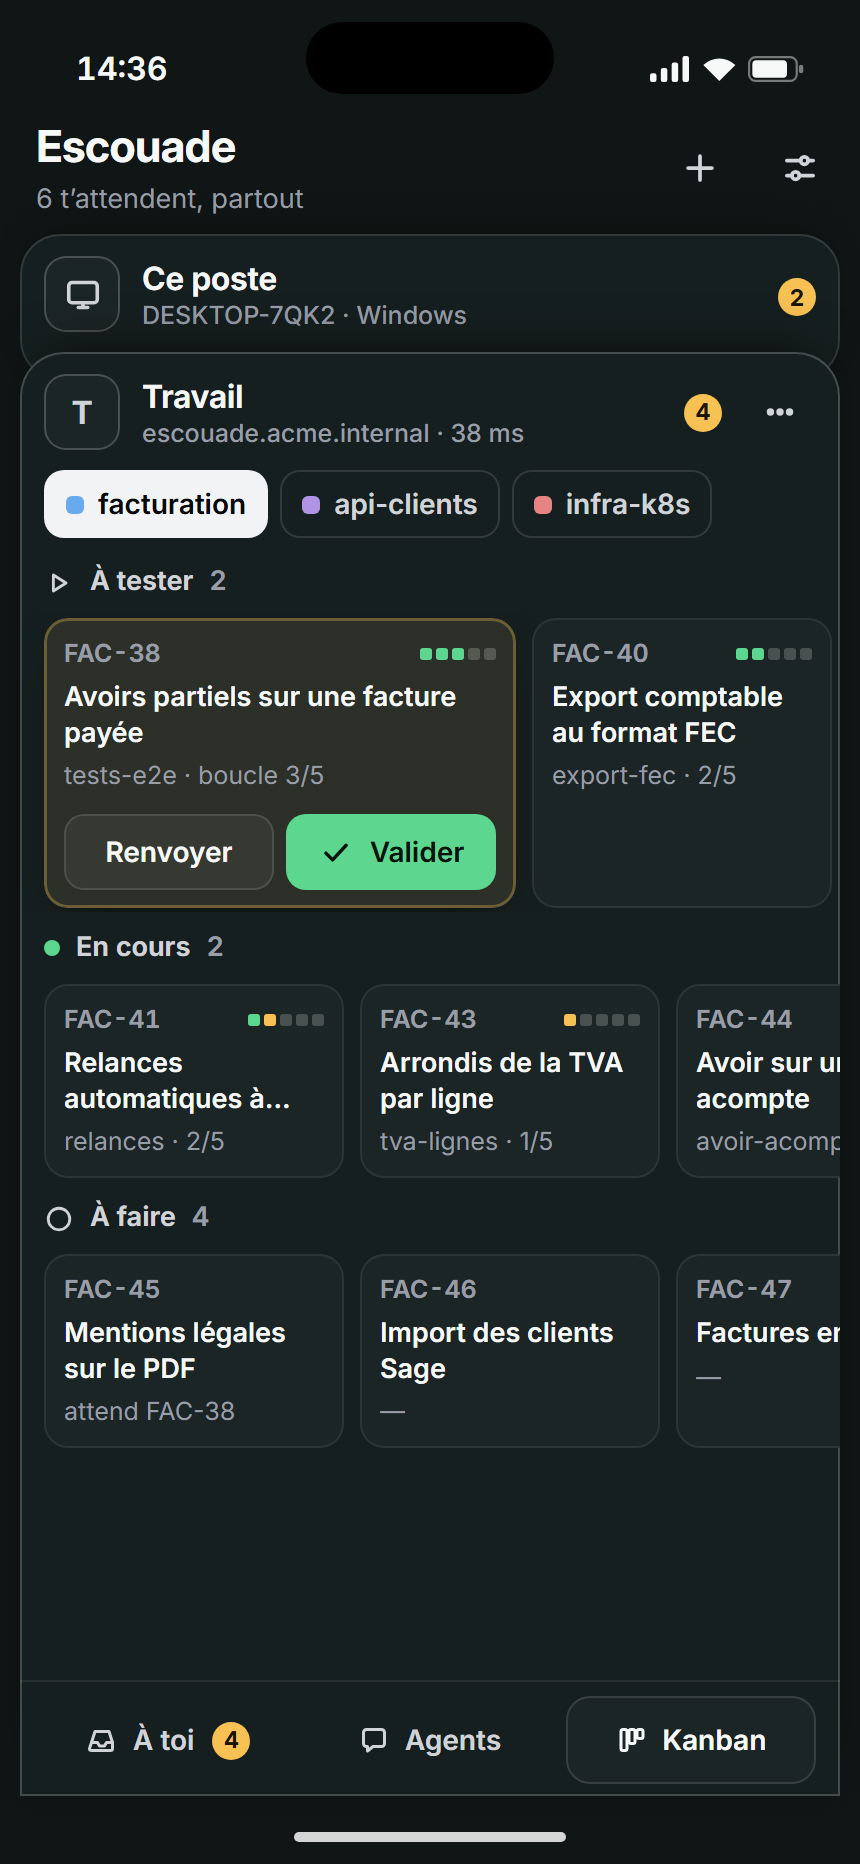 14:36
Escouade
6 t’attendent, partout
Ce poste
DESKTOP-7QK2 · Windows
2
T
Travail
escouade.acme.internal · 38 ms
4
facturation
api-clients
infra-k8s
À tester 2
FAC-38
Avoirs partiels sur une facture
payée
tests-e2e · boucle 3/5
Renvoyer
Valider
FAC-40
Export comptable
au format FEC
export-fec · 2/5
En cours 2
FAC-41
Relances
automatiques à…
relances · 2/5
FAC-43
Arrondis de la TVA
par ligne
tva-lignes · 1/5
FAC-44
Avoir sur
acompte
avoir-acomp
À faire 4
FAC-45
Mentions légales
sur le PDF
attend FAC-38
FAC-46
Import des clients
Sage
—
FAC-47
Factures
—
À toi 4
Agents
Kanban